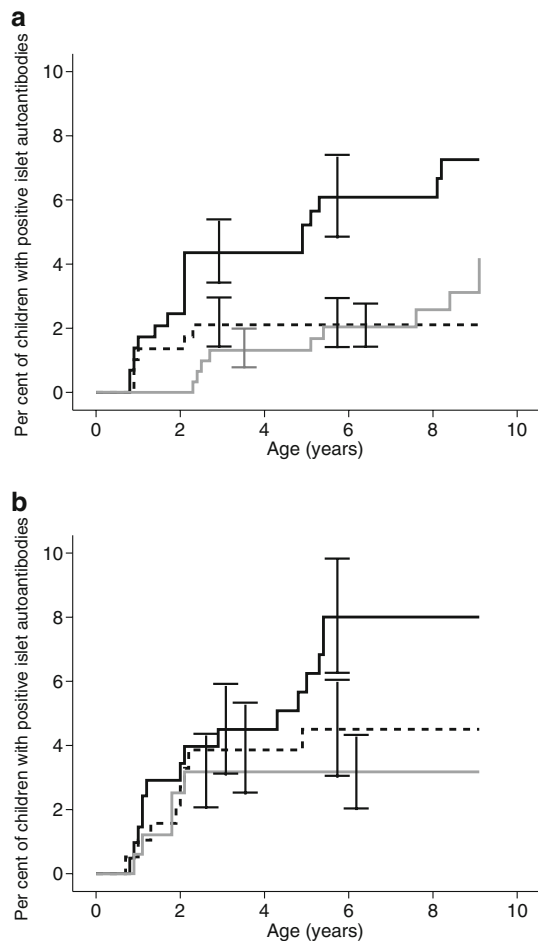 a
Per cent of children with positive islet autoantibodies
10
8
6
4
2
0
0 2 4 6 8 10
Age (years)
b
Per cent of children with positive islet autoantibodies
10
8
6
4
2
0
0 2 4 6 8 10
Age (years)